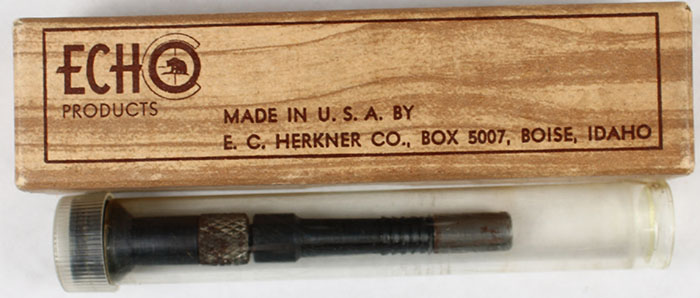 ECHO
PRODUCTS
MADE IN U. S. A. BY
E. C. HERKNER CO., BOX 5007, BOISE, IDAHO